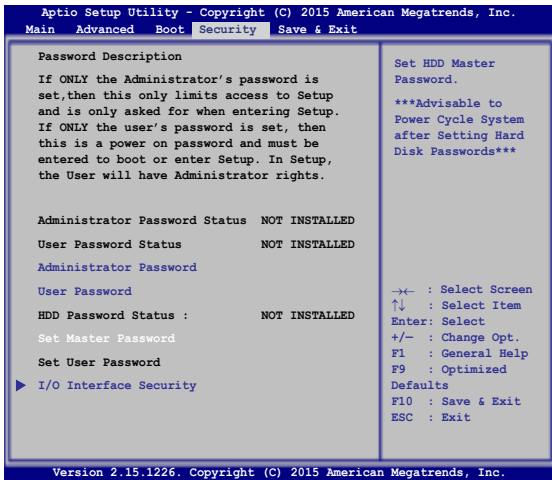 Aptio Setup Utility - Copyright (C) 2015 American Megatrends, Inc.
Main Advanced Boot Security Save & Exit
Password Description
If ONLY the Administrator's password is
set,then this only limits access to Setup
and is only asked for when entering Setup.
If ONLY the user's password is set, then
this is a power on password and must be
entered to boot or enter Setup. In Setup,
the User will have Administrator rights.
Administrator Password Status NOT INSTALLED
User Password Status NOT INSTALLED
Administrator Password
User Password
HDD Password Status : NOT INSTALLED
Set Master Password
Set User Password
I/O Interface Security
Set HDD Master
Password.
***Advisable to
Power Cycle System
after Setting Hard
Disk Passwords***
→← : Select Screen
↑↓ : Select Item
Enter: Select
+/— : Change Opt.
F1 : General Help
F9 : Optimized
Defaults
F10 : Save & Exit
ESC : Exit
Version 2.15.1226. Copyright (C) 2015 American Megatrends, Inc.